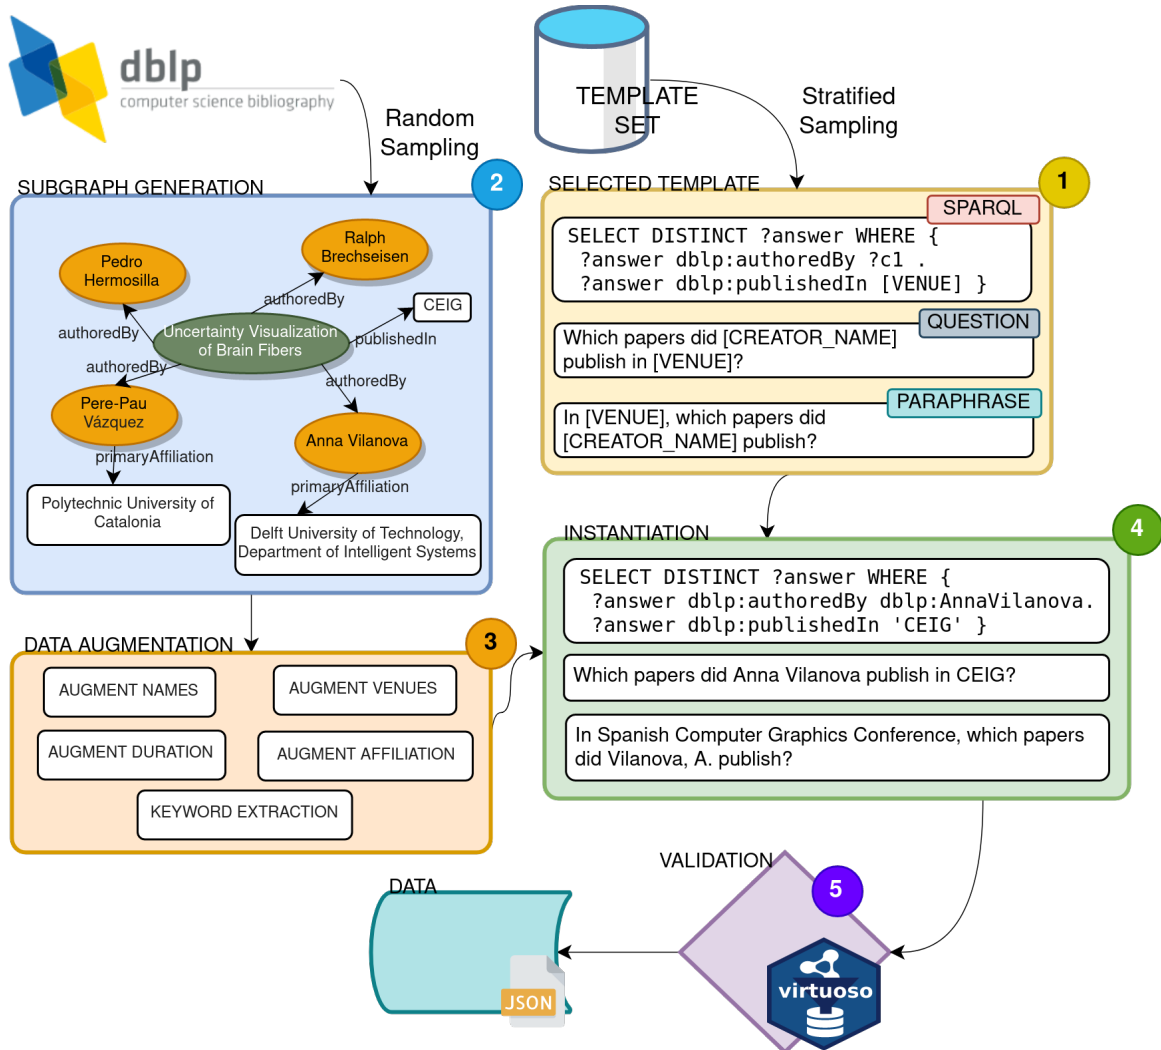 dblp
computer science bibliography
Random
Sampling
TEMPLATE
SET
Stratified
Sampling
SUBGRAPH GENERATION
2
Pedro
Hermosilla
Ralph
Brechseisen
authoredBy
CEIG
authoredBy
Uncertainty Visualization
of Brain Fibers
publishedIn
authoredBy
authoredBy
Pere-Pau
Vázquez
Anna Vilanova
primaryAffiliation
primaryAffiliation
Polytechnic University of
Catalonia
Delft University of Technology,
Department of Intelligent Systems
SELECTED TEMPLATE
1
SPARQL
SELECT DISTINCT ?answer WHERE {
?answer dblp:authoredBy ?c1 .
?answer dblp:publishedIn [VENUE] }
QUESTION
Which papers did [CREATOR_NAME]
publish in [VENUE]?
PARAPHRASE
In [VENUE], which papers did
[CREATOR_NAME] publish?
DATA AUGMENTATION
3
AUGMENT NAMES
AUGMENT VENUES
AUGMENT DURATION
AUGMENT AFFILIATION
KEYWORD EXTRACTION
INSTANTIATION
4
SELECT DISTINCT ?answer WHERE {
?answer dblp:authoredBy dblp:AnnaVilanova.
?answer dblp:publishedIn 'CEIG' }
Which papers did Anna Vilanova publish in CEIG?
In Spanish Computer Graphics Conference, which papers
did Vilanova, A. publish?
VALIDATION
5
virtuoso
DATA
JSON